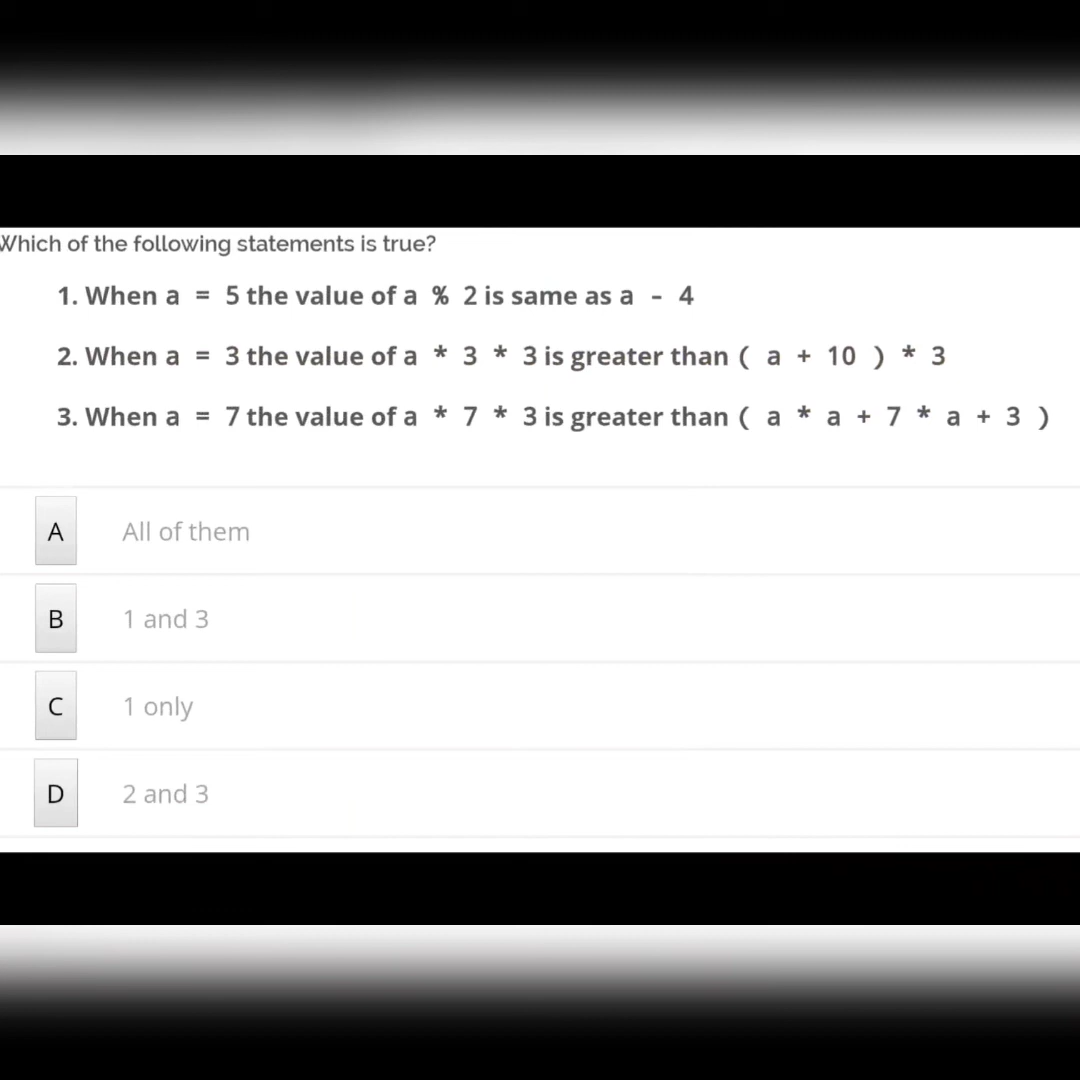 Which of the following statements is true?
1. When a = 5 the value of a % 2 is same as a - 4
2. When a = 3 the value of a * 3 * 3 is greater than ( a + 10 ) * 3
3. When a = 7 the value of a * 7 * 3 is greater than ( a * a + 7 * a + 3 )
A All of them
B 1 and 3
C 1 only
D 2 and 3